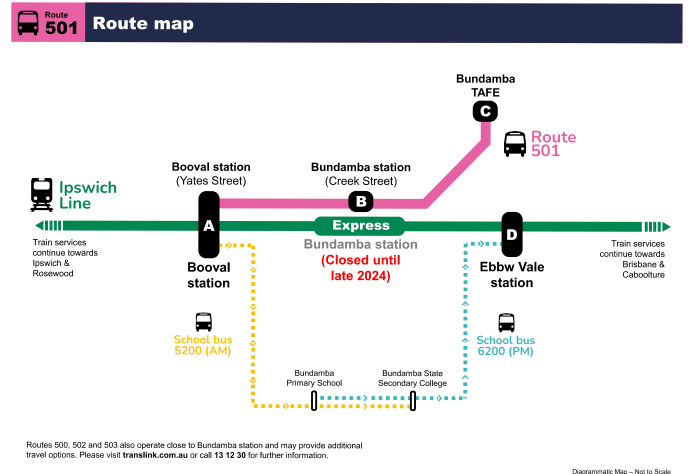 Route
501
Route map
Bundamba
TAFE
C
Route
501
Booval station
(Yates Street)
Bundamba station
(Creek Street)
Ipswich
Line
B
A
Express
D
Train services
continue towards
Ipswich &
Rosewood
Booval
station
Bundamba station
(Closed until
late 2024)
Ebbw Vale
station
Train services
continue towards
Brisbane &
Caboolture
School bus
5200 (AM)
School bus
6200 (PM)
Bundamba
Primary School
Bundamba State
Secondary College
Routes 500, 502 and 503 also operate close to Bundamba station and may provide additional
travel options. Please visit translink.com.au or call 13 12 30 for further information.
Diagrammatic Map – Not to Scale